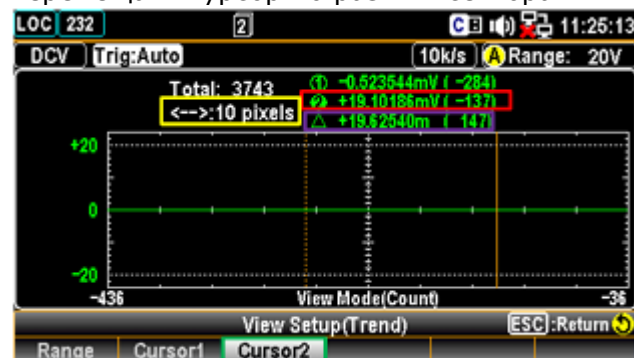 LOC 232 2 C 11:25:13
DCV Trig:Auto 10k/s A Range: 20V
Total: 3743 ① -0.523544mV ( -284)
<-->:10 pixels ② +19.10186mV ( -137)
△ +19.62540m ( 147)
+20
0
-20
-436 View Mode(Count) -36
View Setup(Trend) ESC :Return
Range Cursor1 Cursor2